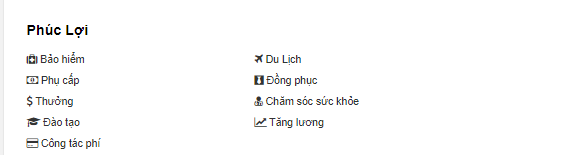 Phúc Lợi
Bảo hiểm
Du Lịch
Phụ cấp
Đồng phục
Thưởng
Chăm sóc sức khỏe
Đào tạo
Tăng lương
Công tác phí